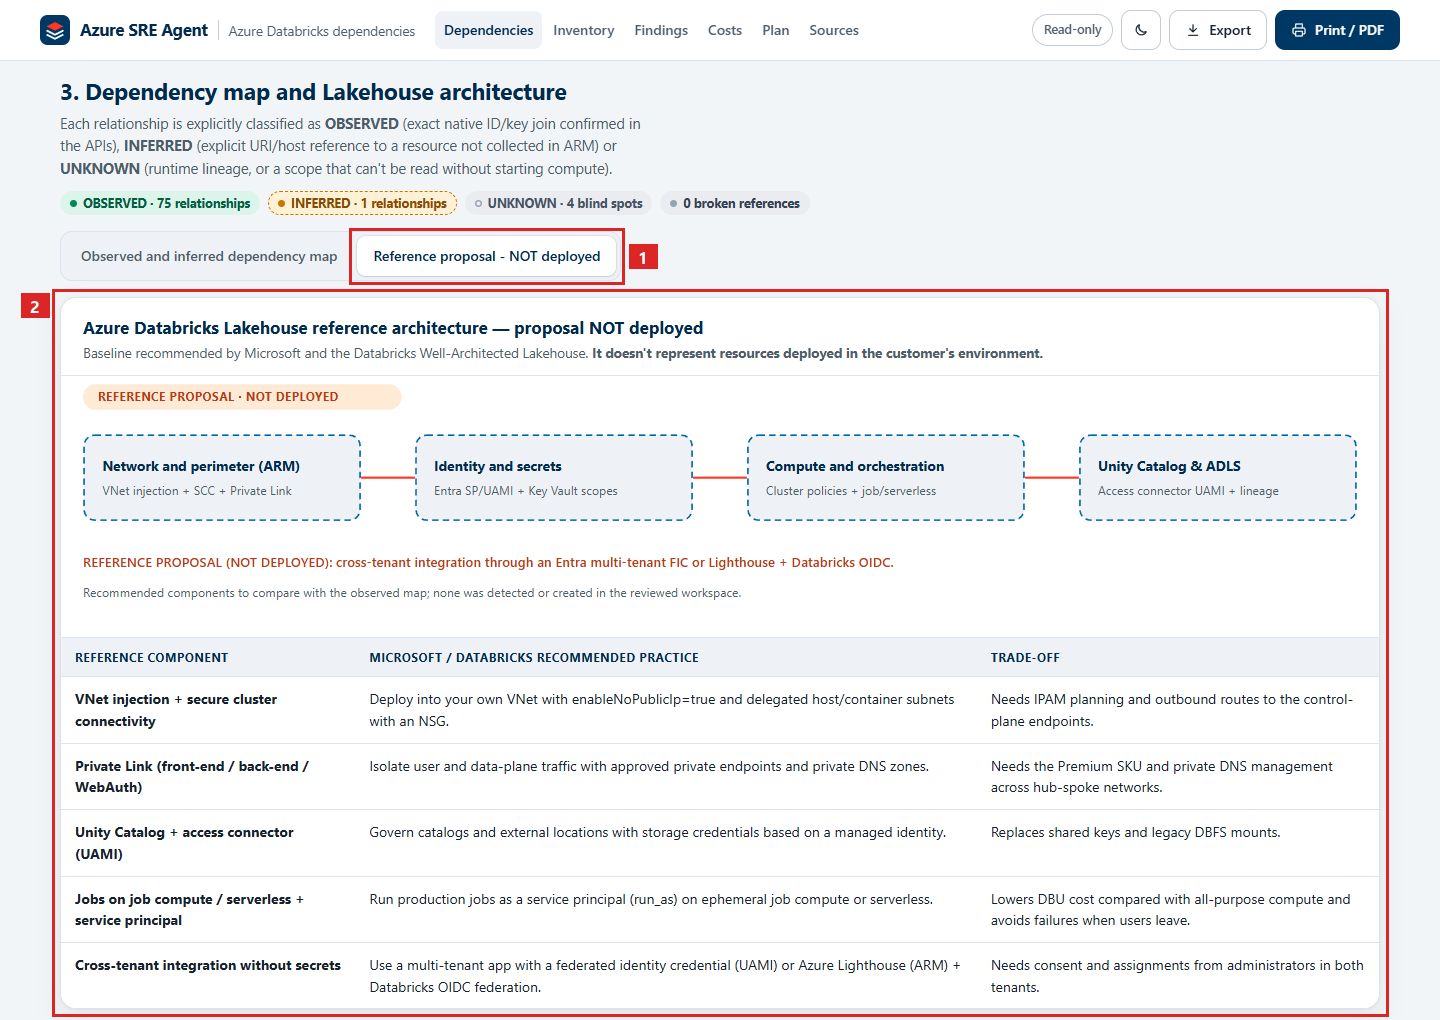 Azure SRE Agent
Azure Databricks dependencies
Dependencies
Inventory
Findings
Costs
Plan
Sources
Read-only
Export
Print / PDF
3. Dependency map and Lakehouse architecture
Each relationship is explicitly classified as OBSERVED (exact native ID/key join confirmed in
the APIs), INFERRED (explicit URI/host reference to a resource not collected in ARM) or
UNKNOWN (runtime lineage, or a scope that can't be read without starting compute).
OBSERVED · 75 relationships
INFERRED · 1 relationships
UNKNOWN · 4 blind spots
0 broken references
Observed and inferred dependency map
Reference proposal - NOT deployed
1
2
Azure Databricks Lakehouse reference architecture — proposal NOT deployed
Baseline recommended by Microsoft and the Databricks Well-Architected Lakehouse. It doesn't represent resources deployed in the customer's environment.
REFERENCE PROPOSAL · NOT DEPLOYED
Network and perimeter (ARM)
VNet injection + SCC + Private Link
Identity and secrets
Entra SP/UAMI + Key Vault scopes
Compute and orchestration
Cluster policies + job/serverless
Unity Catalog & ADLS
Access connector UAMI + lineage
REFERENCE PROPOSAL (NOT DEPLOYED): cross-tenant integration through an Entra multi-tenant FIC or Lighthouse + Databricks OIDC.
Recommended components to compare with the observed map; none was detected or created in the reviewed workspace.
REFERENCE COMPONENT
MICROSOFT / DATABRICKS RECOMMENDED PRACTICE
TRADE-OFF
VNet injection + secure cluster
connectivity
Deploy into your own VNet with enableNoPublicIp=true and delegated host/container subnets
with an NSG.
Needs IPAM planning and outbound routes to the control-
plane endpoints.
Private Link (front-end / back-end /
WebAuth)
Isolate user and data-plane traffic with approved private endpoints and private DNS zones.
Needs the Premium SKU and private DNS management
across hub-spoke networks.
Unity Catalog + access connector
(UAMI)
Govern catalogs and external locations with storage credentials based on a managed identity.
Replaces shared keys and legacy DBFS mounts.
Jobs on job compute / serverless +
service principal
Run production jobs as a service principal (run_as) on ephemeral job compute or serverless.
Lowers DBU cost compared with all-purpose compute and
avoids failures when users leave.
Cross-tenant integration without secrets
Use a multi-tenant app with a federated identity credential (UAMI) or Azure Lighthouse (ARM) +
Databricks OIDC federation.
Needs consent and assignments from administrators in both
tenants.